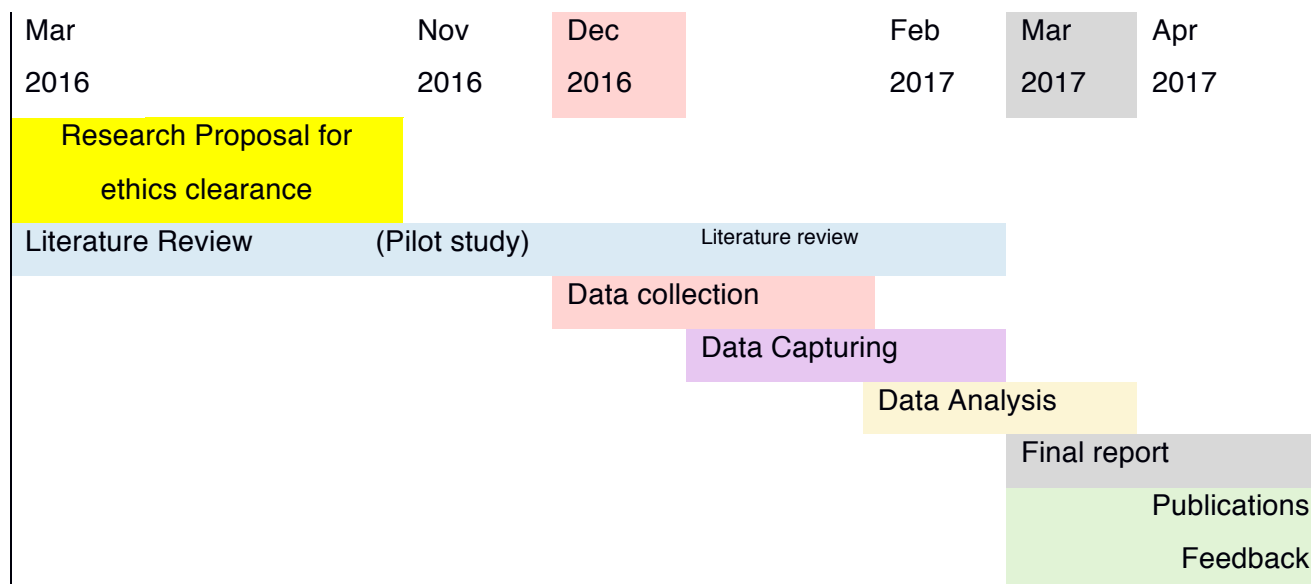 Mar Nov Dec Feb Mar Apr
2016 2016 2016 2017 2017 2017
Research Proposal for
ethics clearance
Literature Review (Pilot study) Literature review
Data collection
Data Capturing
Data Analysis
Final report
Publications
Feedback